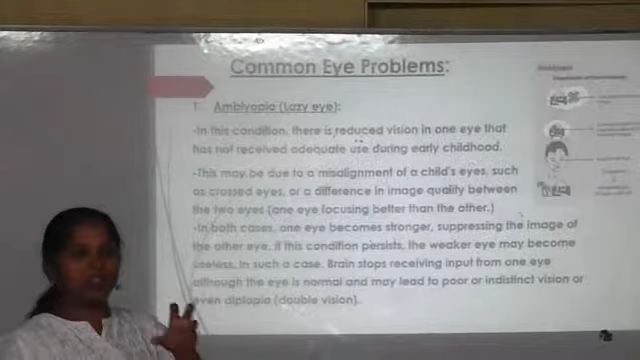 Common Eye Problems:
1. Amblyopia (Lazy eye):
-In this condition, there is reduced vision in one eye that
has not received adequate use during early childhood.
-This may be due to a misalignment of a child's eyes, such
as crossed eyes, or a difference in image quality between
the two eyes (one eye focusing better than the other.)
-In both cases, one eye becomes stronger, suppressing the image of
the other eye. If this condition persists, the weaker eye may become
useless. In such a case, Brain stops receiving input from one eye
although the eye is normal and may lead to poor or indistinct vision or
even diplopia (double vision).